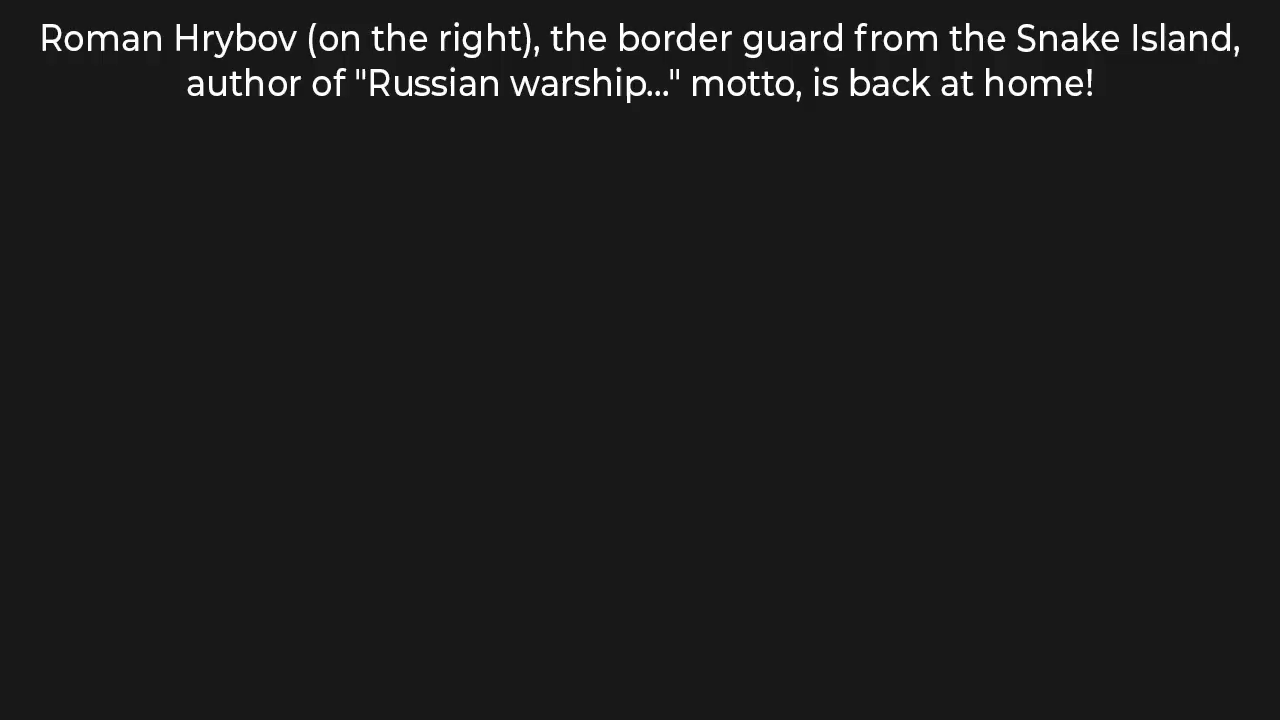 Roman Hrybov (on the right), the border guard from the Snake Island,
author of "Russian warship..." motto, is back at home!